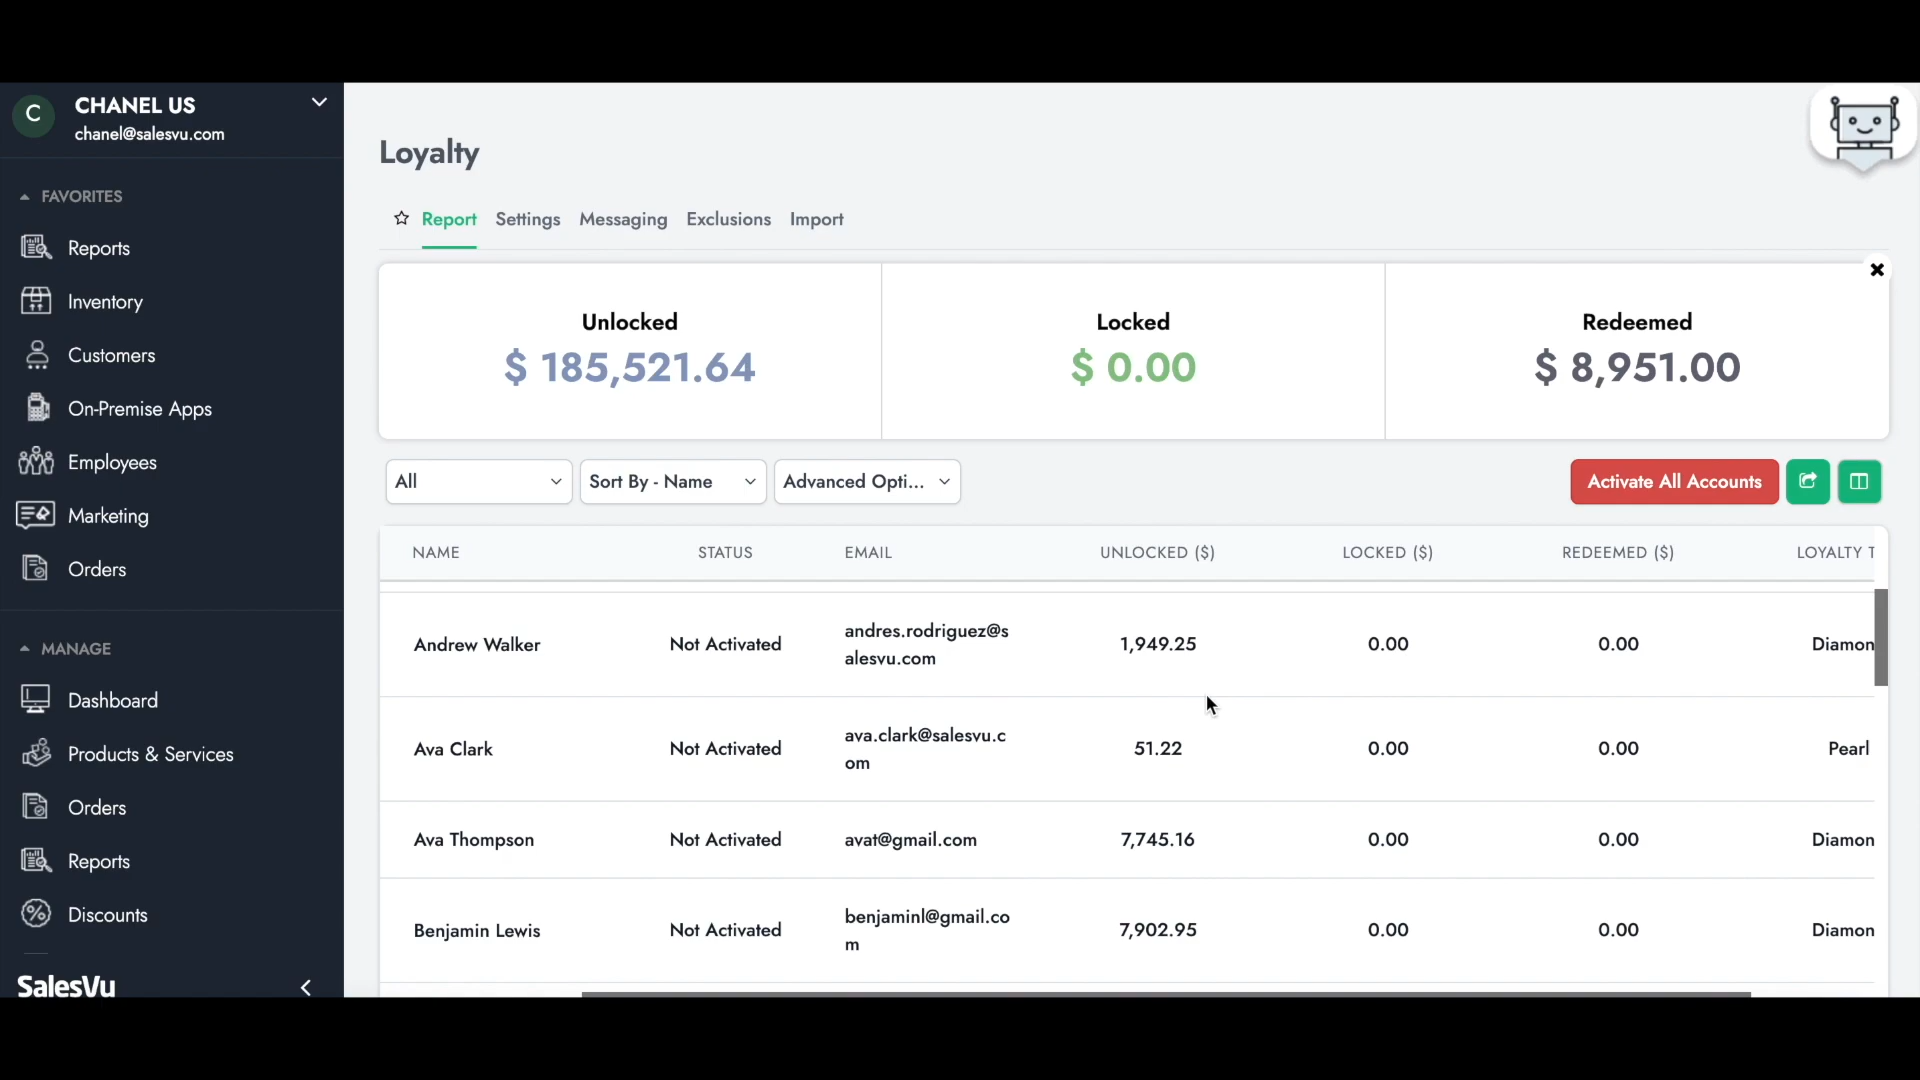 C
CHANEL US
chanel@salesvu.com
FAVORITES
Reports
Inventory
Customers
On-Premise Apps
Employees
Marketing
Orders
MANAGE
Dashboard
Products & Services
Orders
Reports
Discounts
SalesVu
Loyalty
Report Settings Messaging Exclusions Import
Unlocked Locked Redeemed
$ 185,521.64 $ 0.00 $ 8,951.00
All Sort By - Name Advanced Opti... Activate All Accounts
NAME STATUS EMAIL UNLOCKED ($) LOCKED ($) REDEEMED ($) LOYALTY T
Andrew Walker Not Activated andres.rodriguez@s 1,949.25 0.00 0.00 Diamon
alesvu.com
Ava Clark Not Activated ava.clark@salesvu.c 51.22 0.00 0.00 Pearl
om
Ava Thompson Not Activated avat@gmail.com 7,745.16 0.00 0.00 Diamon
Benjamin Lewis Not Activated benjaminl@gmail.co 7,902.95 0.00 0.00 Diamon
m